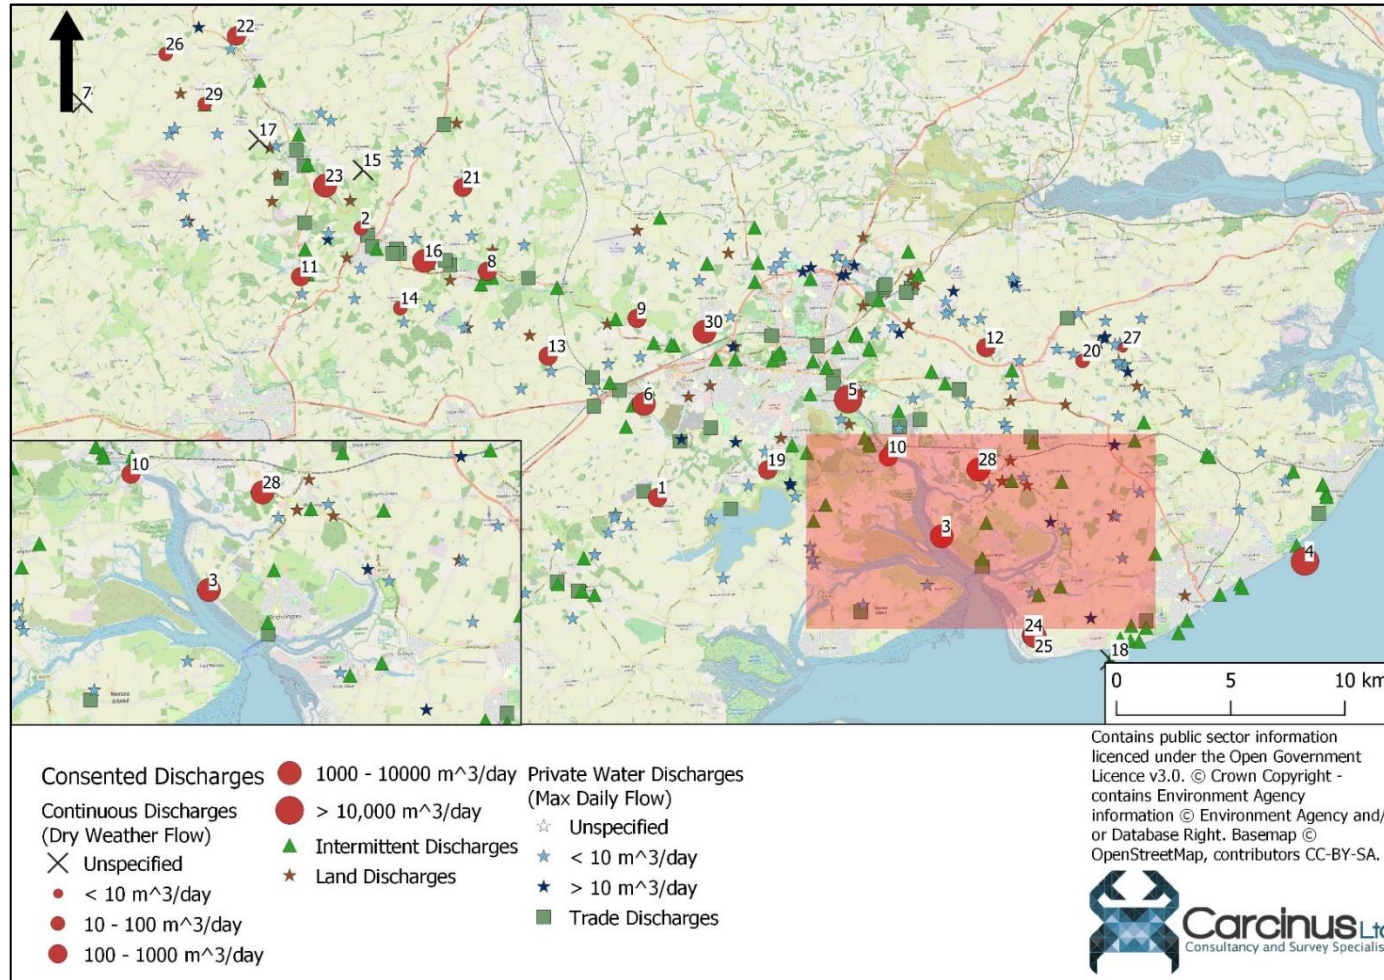 22
26
7
29
17
15
23
21
2
16
11
8
14
9
30
13
12
27
20
6
5
10
28
19
1
3
4
24
25
18
10
28
3
0 5 10 km
Consented Discharges
Continuous Discharges
(Dry Weather Flow)
Unspecified
< 10 m^3/day
10 - 100 m^3/day
100 - 1000 m^3/day
1000 - 10000 m^3/day
> 10,000 m^3/day
Intermittent Discharges
Land Discharges
Private Water Discharges
(Max Daily Flow)
Unspecified
< 10 m^3/day
> 10 m^3/day
Trade Discharges
Contains public sector information
licenced under the Open Government
Licence v3.0. © Crown Copyright -
contains Environment Agency
information © Environment Agency and/
or Database Right. Basemap ©
OpenStreetMap, contributors CC-BY-SA.
Carcinus Ltd
Consultancy and Survey Specialis